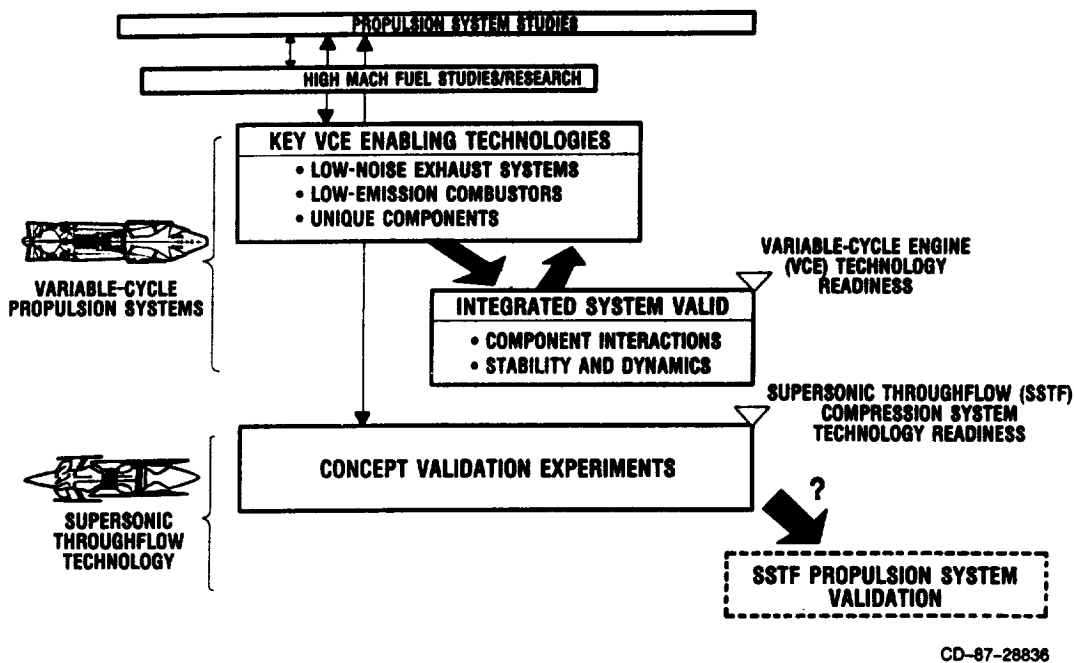 PROPULSION SYSTEM STUDIES
HIGH MACH FUEL STUDIES/RESEARCH
KEY VCE ENABLING TECHNOLOGIES
• LOW-NOISE EXHAUST SYSTEMS
• LOW-EMISSION COMBUSTORS
• UNIQUE COMPONENTS
VARIABLE-CYCLE
PROPULSION SYSTEMS
VARIABLE-CYCLE ENGINE
(VCE) TECHNOLOGY
READINESS
INTEGRATED SYSTEM VALID
• COMPONENT INTERACTIONS
• STABILITY AND DYNAMICS
SUPERSONIC THROUGHFLOW (SSTF)
COMPRESSION SYSTEM
TECHNOLOGY READINESS
CONCEPT VALIDATION EXPERIMENTS
SUPERSONIC
THROUGHFLOW
TECHNOLOGY
?
SSTF PROPULSION SYSTEM
VALIDATION
CD-87-28836